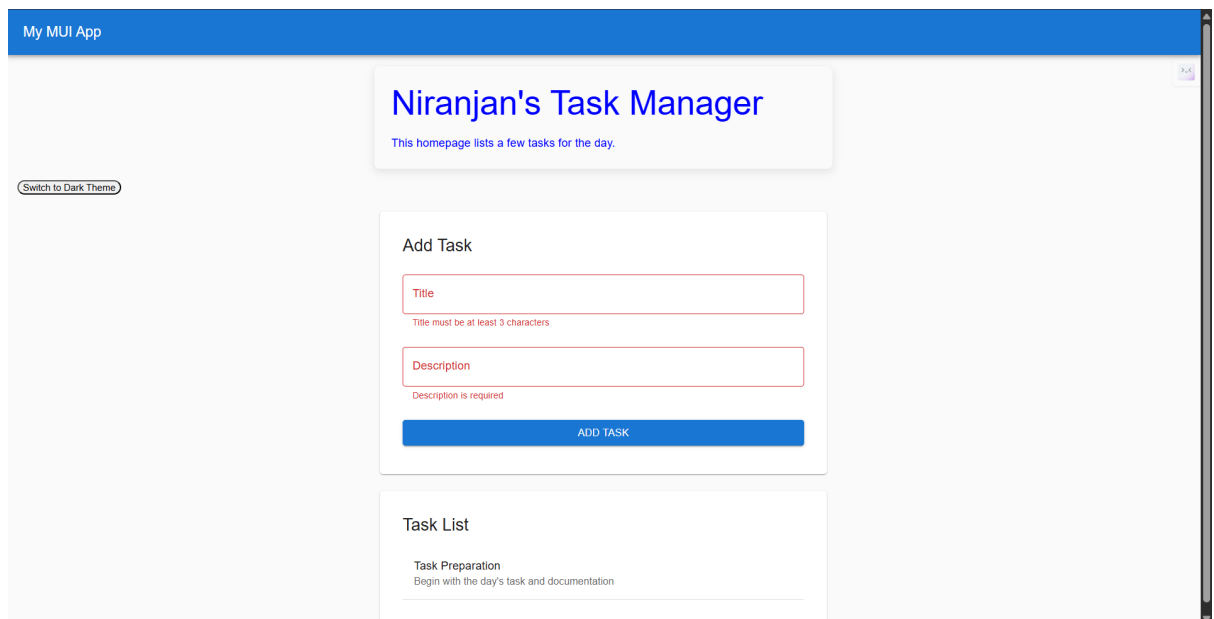 My MUI App
Niranjan's Task Manager
This homepage lists a few tasks for the day.
Switch to Dark Theme
Add Task
Title
Title must be at least 3 characters
Description
Description is required
ADD TASK
Task List
Task Preparation
Begin with the day's task and documentation